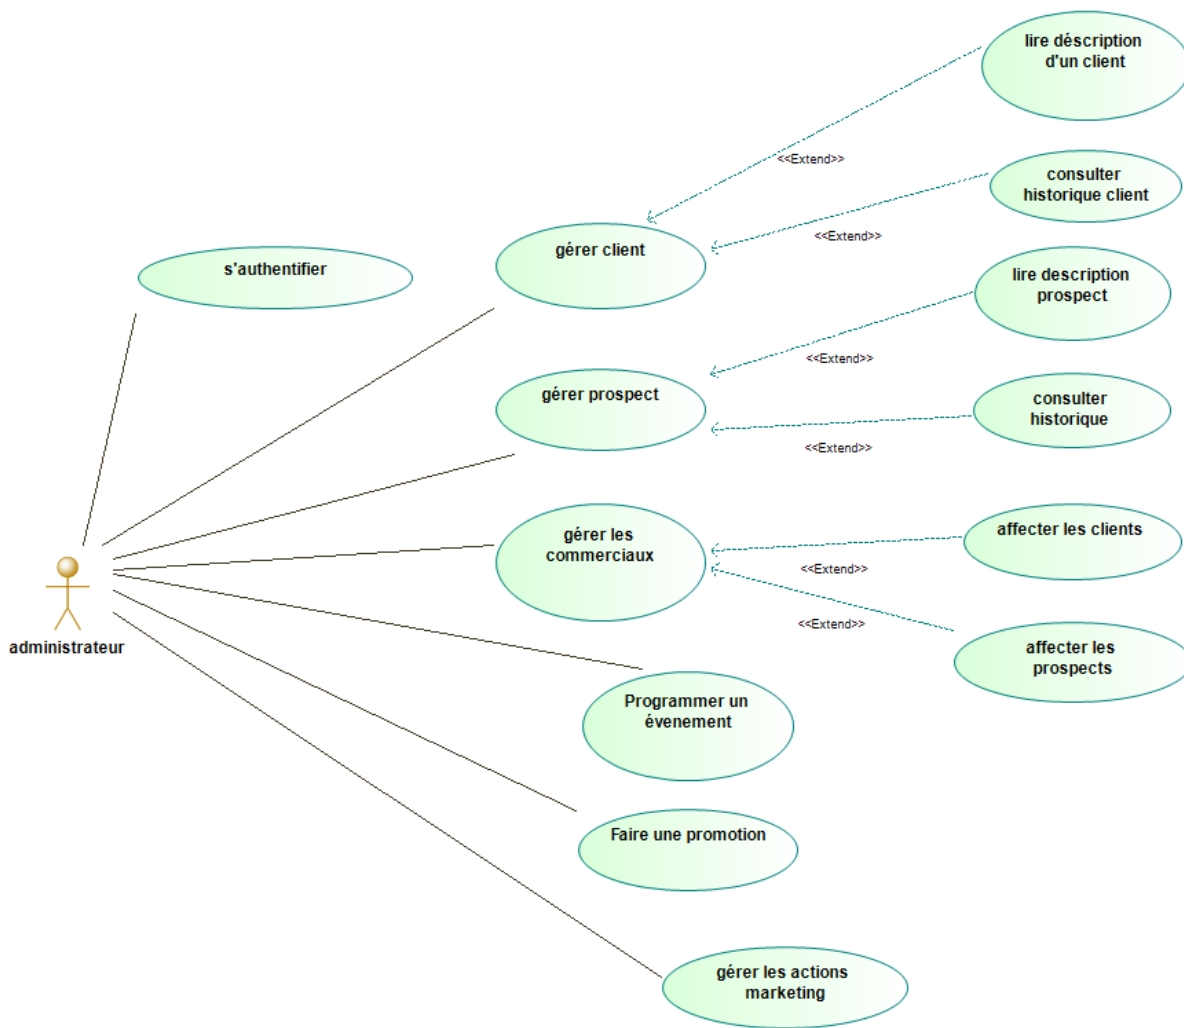 lire déscription
d'un client
<<Extend>>
consulter
historique client
<<Extend>>
gérer client
s'authentifier
lire description
prospect
<<Extend>>
gérer prospect
consulter
historique
<<Extend>>
gérer les
commerciaux
affecter les clients
<<Extend>>
<<Extend>>
affecter les
prospects
administrateur
Programmer un
évenement
Faire une promotion
gérer les actions
marketing